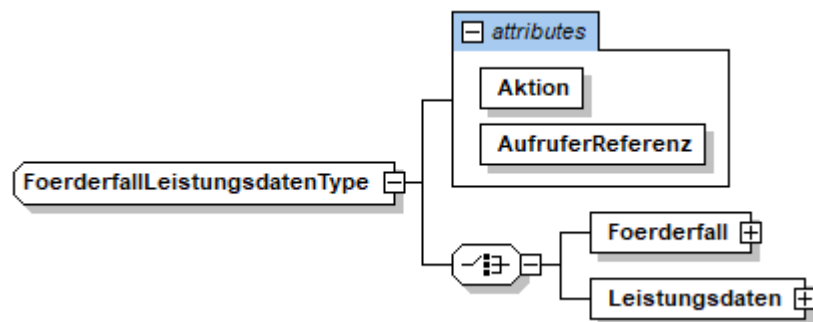 attributes
Aktion
AufruferReferenz
FoerderfallLeistungsdatenType
Foerderfall
Leistungsdaten